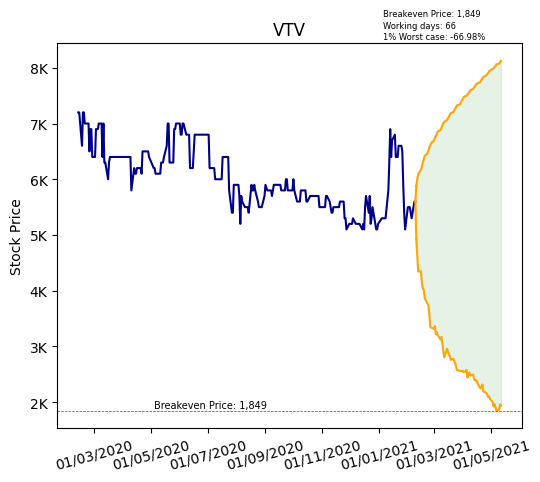 Breakeven Price: 1,849
Working days: 66
1% Worst case: -66.98%
VTV
Stock Price
8K
7K
6K
5K
4K
3K
2K
Breakeven Price: 1,849
01/03/2020
01/05/2020
01/07/2020
01/09/2020
01/11/2020
01/01/2021
01/03/2021
01/05/2021